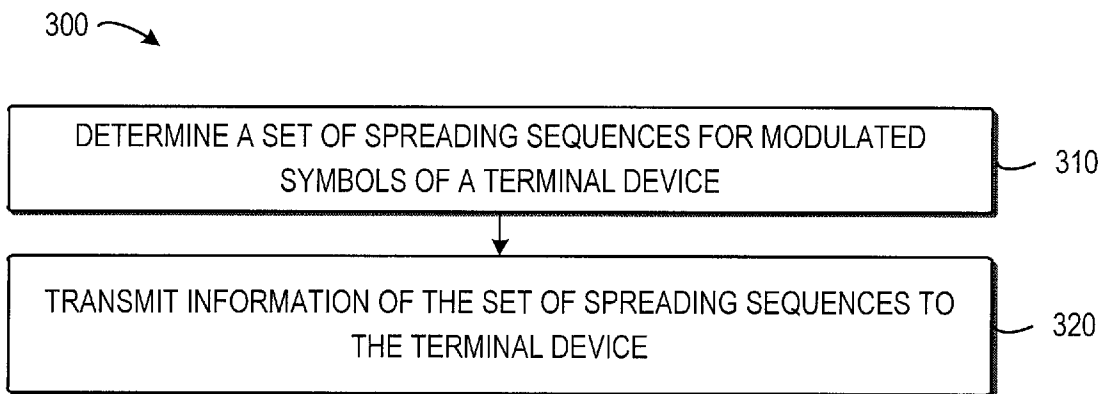 300
DETERMINE A SET OF SPREADING SEQUENCES FOR MODULATED
SYMBOLS OF A TERMINAL DEVICE
310
TRANSMIT INFORMATION OF THE SET OF SPREADING SEQUENCES TO
THE TERMINAL DEVICE
320